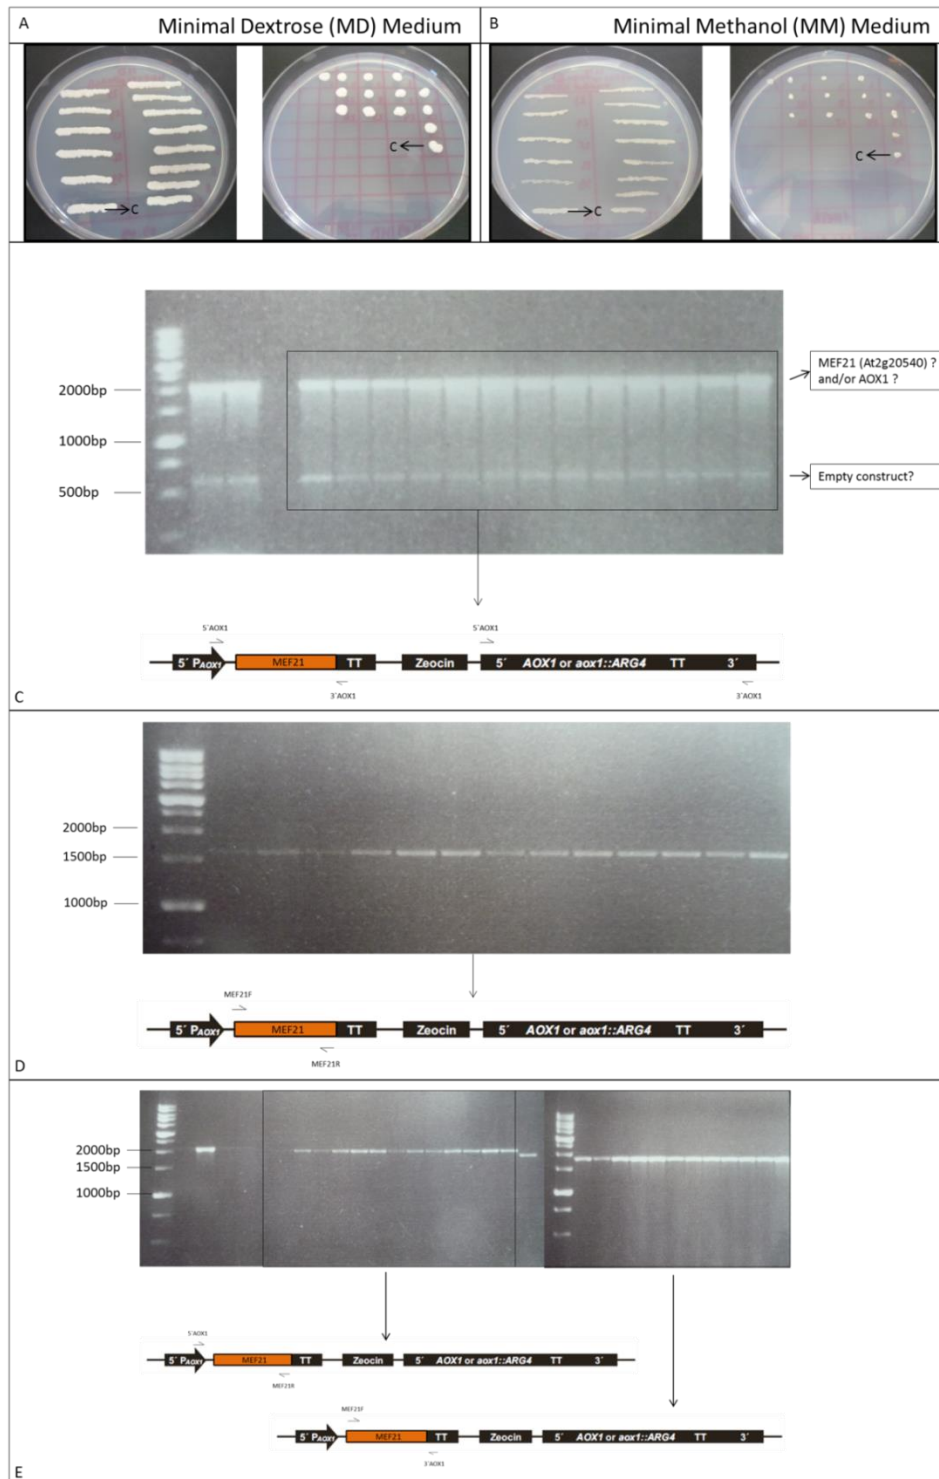 A
Minimal Dextrose (MD) Medium
B
Minimal Methanol (MM) Medium
C
C
C
C
2000bp
1000bp
500bp
MEF21 (At2g20540) ?
and/or AOX1 ?
Empty construct?
5´AOX1
5´AOX1
5´ PAOX1
MEF21
TT
Zeocin
5´ AOX1 or aox1::ARG4 TT 3´
3´AOX1
3´AOX1
C
2000bp
1500bp
1000bp
MEF21F
5´ PAOX1
MEF21
TT
Zeocin
5´ AOX1 or aox1::ARG4 TT 3´
MEF21R
D
2000bp
1500bp
1000bp
5´AOX1
5´ PAOX1
MEF21
TT
Zeocin
5´ AOX1 or aox1::ARG4 TT 3´
MEF21R
MEF21F
5´ PAOX1
MEF21
TT
Zeocin
5´ AOX1 or aox1::ARG4 TT 3´
3´AOX1
E